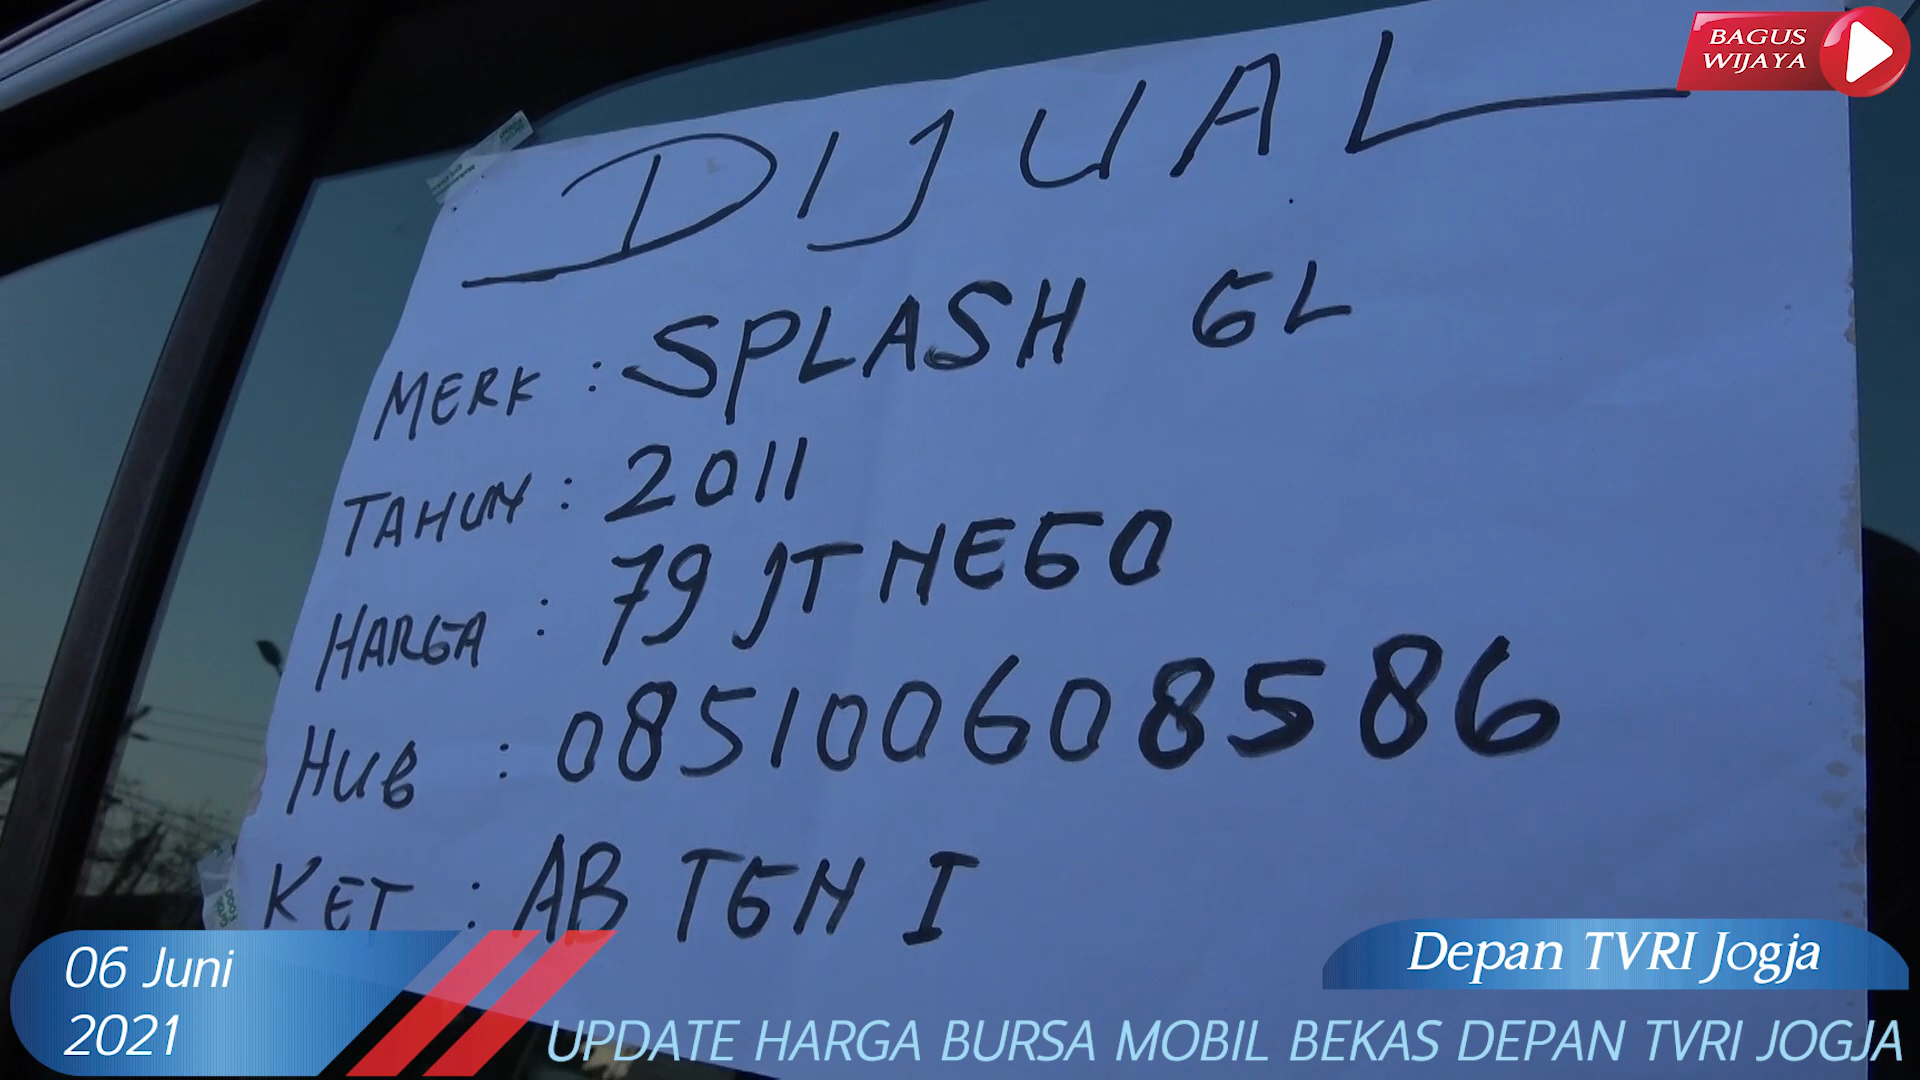 BAGUS
WIJAYA
DIJUAL
MERK : SPLASH GL
TAHUN : 2011
HARGA : 79 JT NEGO
HUB : 085100608586
KET : AB TGN I
06 Juni
2021
Depan TVRI Jogja
UPDATE HARGA BURSA MOBIL BEKAS DEPAN TVRI JOGJA